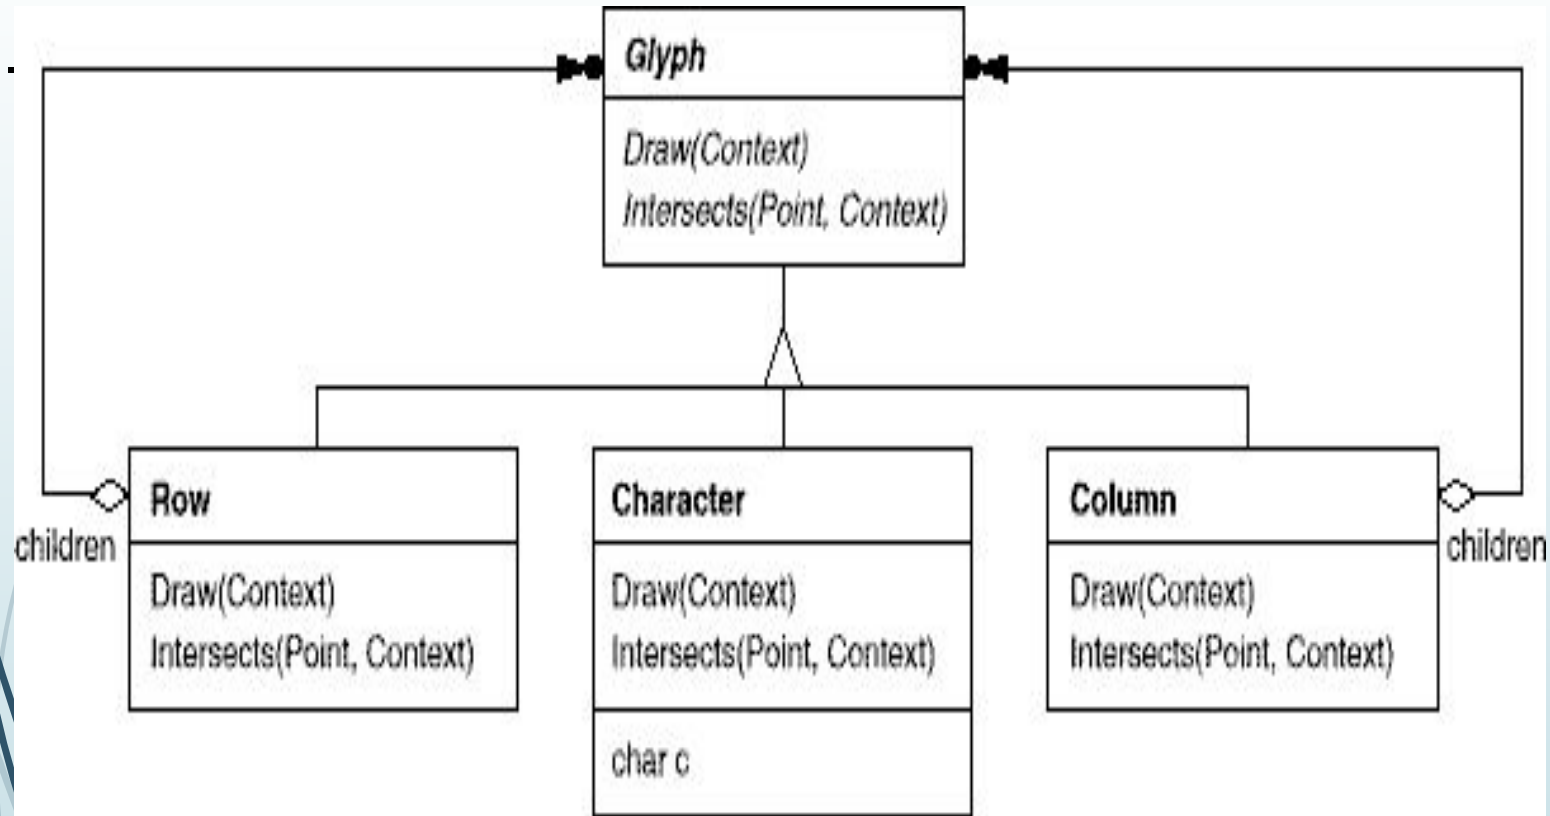 Glyph
Draw(Context)
Intersects(Point, Context)
Row
Draw(Context)
Intersects(Point, Context)
children
Character
Draw(Context)
Intersects(Point, Context)
char c
Column
Draw(Context)
Intersects(Point, Context)
children